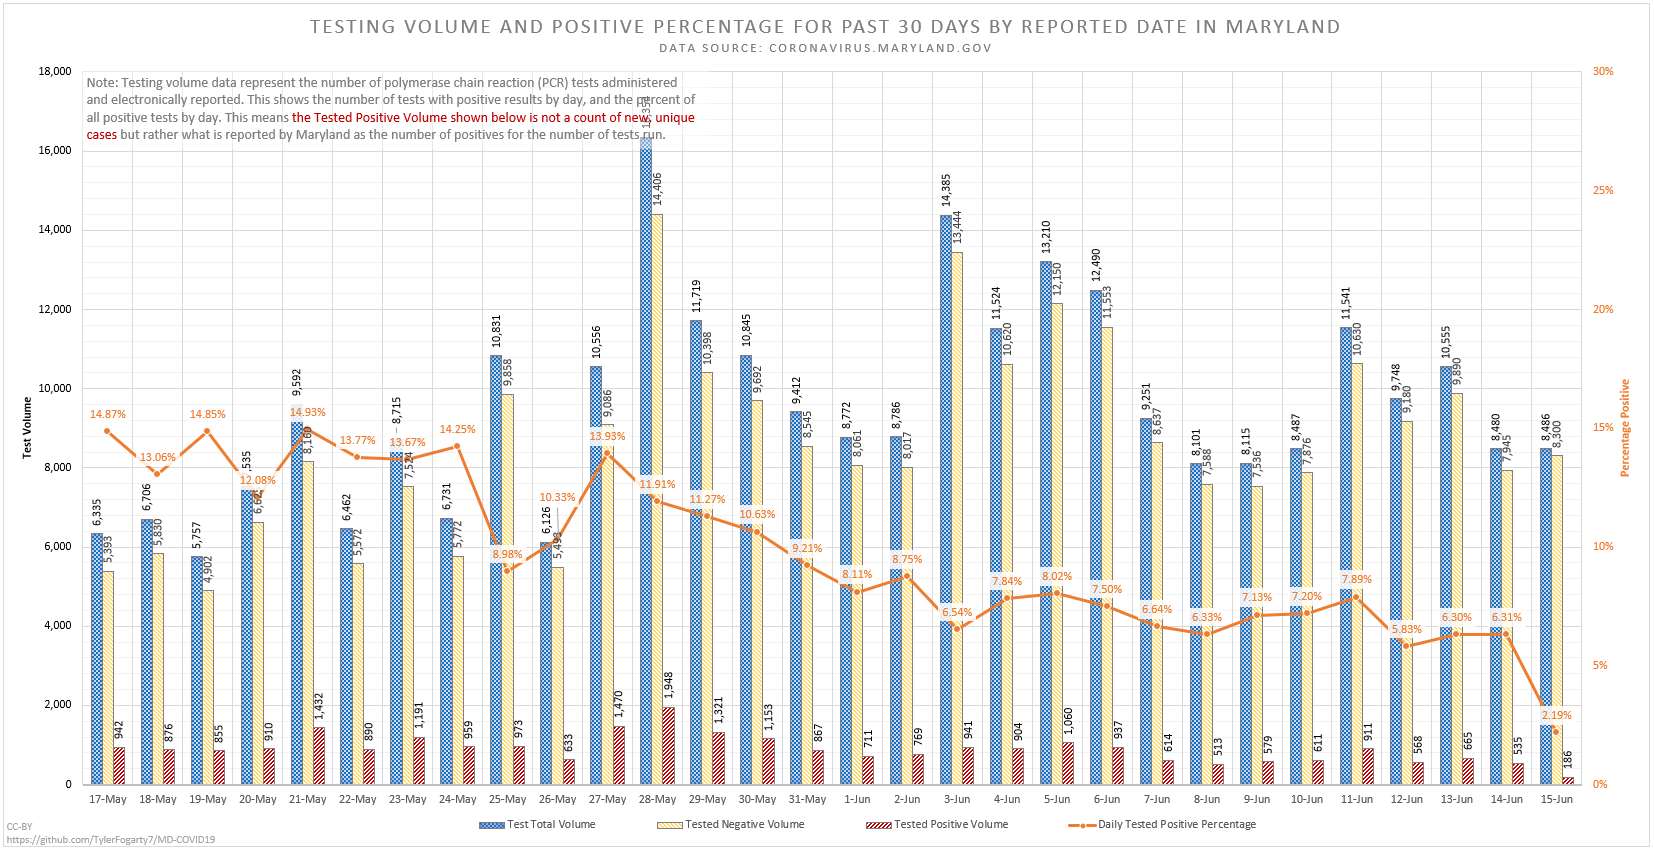 TESTING VOLUME AND POSITIVE PERCENTAGE FOR PAST 30 DAYS BY REPORTED DATE IN MARYLAND
DATA SOURCE: CORONAVIRUS.MARYLAND.GOV
Note: Testing volume data represent the number of polymerase chain reaction (PCR) tests administered
and electronically reported. This shows the number of tests with positive results by day, and the percent of
all positive tests by day. This means the Tested Positive Volume shown below is not a count of new, unique
cases but rather what is reported by Maryland as the number of positives for the number of tests run.
Test Volume
18,000
16,000
14,000
12,000
10,000
8,000
6,000
4,000
2,000
0
Percentage Positive
30%
25%
20%
15%
10%
5%
0%
6,335 5,393 942 14.87%
6,706 5,830 876 13.06%
5,757 4,902 855 14.85%
910 12.08%
9,592 1,432 14.93%
6,462 5,572 890 13.77%
8,715 7,524 1,191 13.67%
6,731 5,772 959 14.25%
10,831 9,858 973 8.98%
6,126 5,493 633 10.33%
10,556 9,086 1,470 13.93%
14,406 1,948 11.91%
11,719 10,398 1,321 11.27%
10,845 9,692 1,153 10.63%
9,412 8,545 867 9.21%
8,772 8,061 711 8.11%
8,786 8,017 769 8.75%
14,385 13,444 941 6.54%
11,524 10,620 904 7.84%
13,210 12,150 1,060 8.02%
12,490 11,553 937 7.50%
9,251 8,637 614 6.64%
8,101 7,588 513 6.33%
8,115 7,536 579 7.13%
8,487 7,876 611 7.20%
11,541 10,630 911 7.89%
9,748 9,180 568 5.83%
10,555 9,890 665 6.30%
8,480 7,945 535 6.31%
8,486 8,300 186 2.19%
17-May 18-May 19-May 20-May 21-May 22-May 23-May 24-May 25-May 26-May 27-May 28-May 29-May 30-May 31-May 1-Jun 2-Jun 3-Jun 4-Jun 5-Jun 6-Jun 7-Jun 8-Jun 9-Jun 10-Jun 11-Jun 12-Jun 13-Jun 14-Jun 15-Jun
Test Total Volume Tested Negative Volume Tested Positive Volume Daily Tested Positive Percentage
CC-BY
https://github.com/TylerFogarty7/MD-COVID19